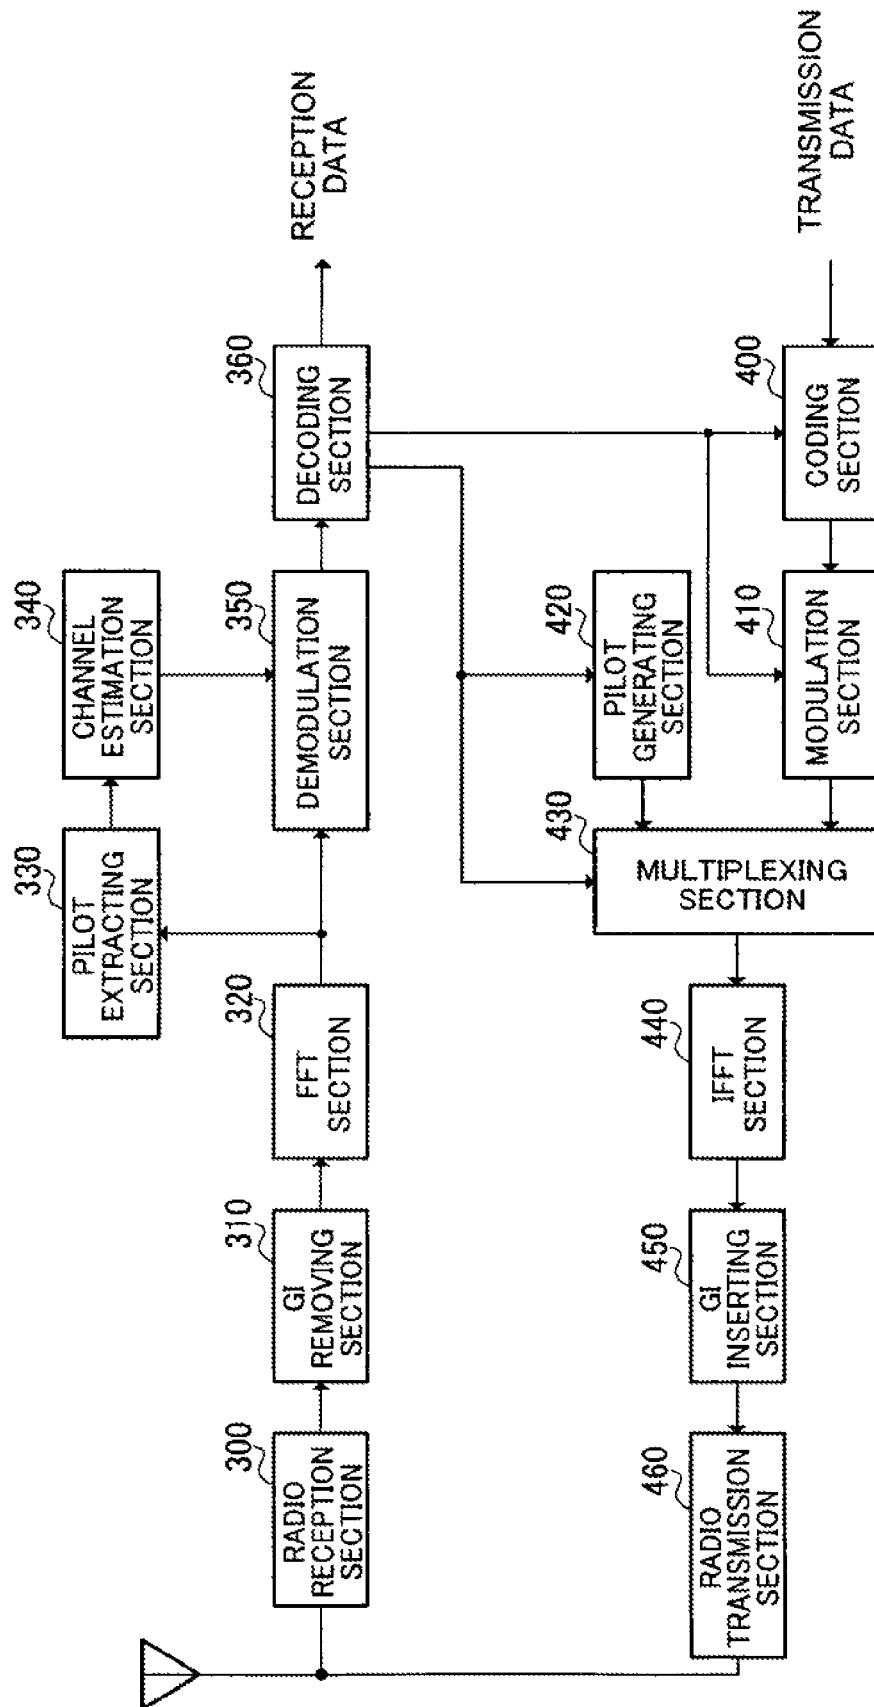 300
RADIO
RECEPTION
SECTION
310
GI
REMOVING
SECTION
320
FFT
SECTION
330
PILOT
EXTRACTING
SECTION
340
CHANNEL
ESTIMATION
SECTION
350
DEMODULATION
SECTION
360
DECODING
SECTION
RECEPTION
DATA
460
RADIO
TRANSMISSION
SECTION
450
GI
INSERTING
SECTION
440
IFFT
SECTION
430
MULTIPLEXING
SECTION
420
PILOT
GENERATING
SECTION
410
MODULATION
SECTION
400
CODING
SECTION
TRANSMISSION
DATA